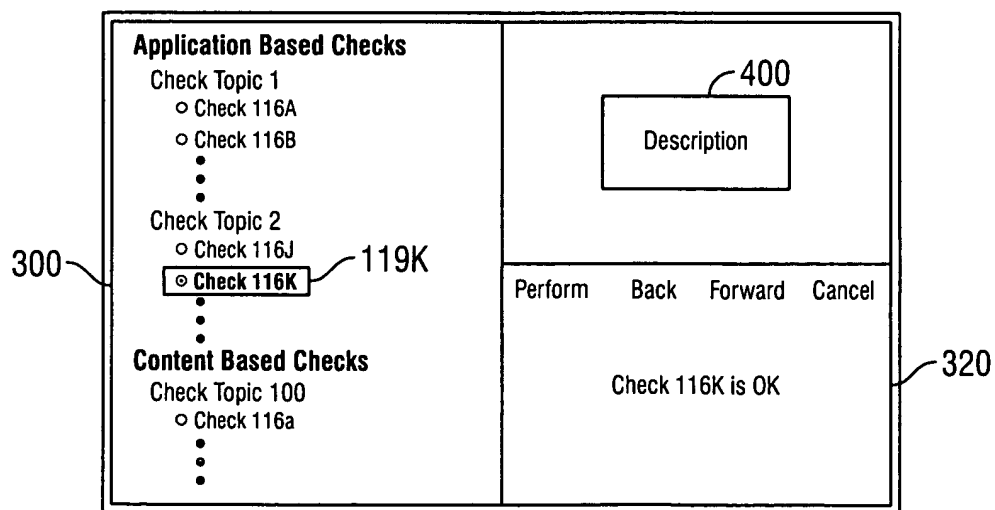 Application Based Checks
Check Topic 1
Check 116A
Check 116B
Check Topic 2
Check 116J
Check 116K
Content Based Checks
Check Topic 100
Check 116a
300
119K
400
Description
Perform Back Forward Cancel
Check 116K is OK
320